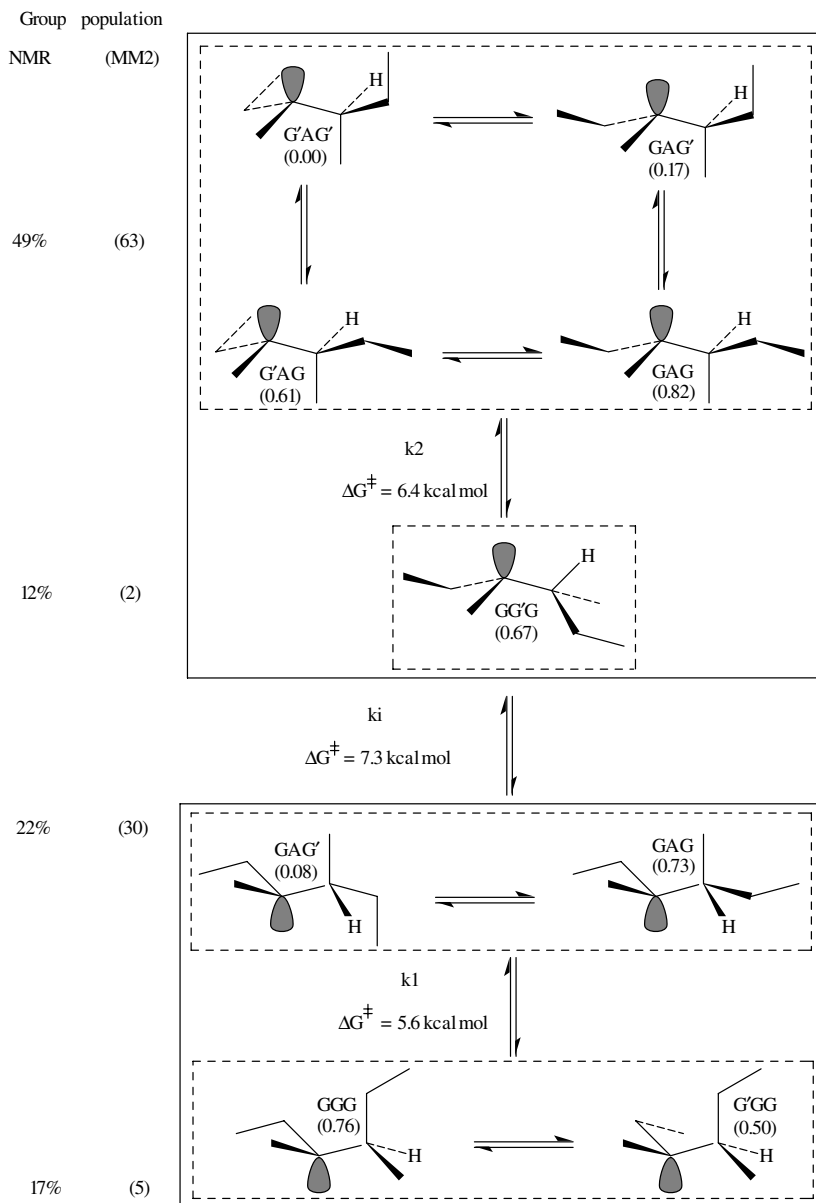 Group population
NMR (MM2)
H
H
G′AG′
(0.00)
GAG′
(0.17)
49% (63)
H
H
G′AG
(0.61)
GAG
(0.82)
k2
ΔG‡ = 6.4 kcal mol
H
12% (2)
GG′G
(0.67)
ki
ΔG‡ = 7.3 kcal mol
22% (30)
GAG′
(0.08)
GAG
(0.73)
H
H
k1
ΔG‡ = 5.6 kcal mol
GGG
(0.76)
G′GG
(0.50)
H
H
17% (5)